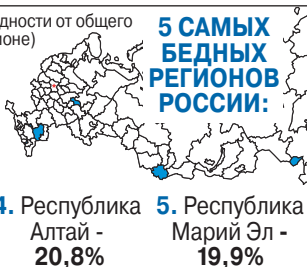 дности от общего
ионе)
5 САМЫХ
БЕДНЫХ
РЕГИОНОВ
РОССИИ:
4. Республика
Алтай -
20,8%
5. Республика
Марий Эл -
19,9%